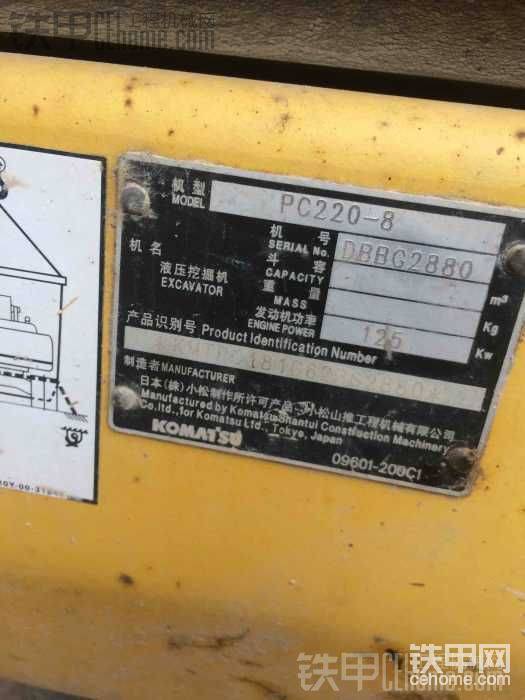 铁甲工程机械网
cehome.com
机型 MODEL PC220-8
机号 SERIAL No. DBBG2880
机名 液压挖掘机 EXCAVATOR
斗容 CAPACITY m³
重量 MASS Kg
发动机功率 ENGINE POWER 125 Kw
产品识别号 Product Identification Number
制造者 MANUFACTURER
日本(株)小松制作所许可产品·小松山推工程机械有限公司
Manufactured by Komatsu Shantui Construction Machinery
Co.ltd.,for Komatsu Ltd., Tokyo, Japan
KOMATSU 09601-200C1
铁甲网
cehome.com